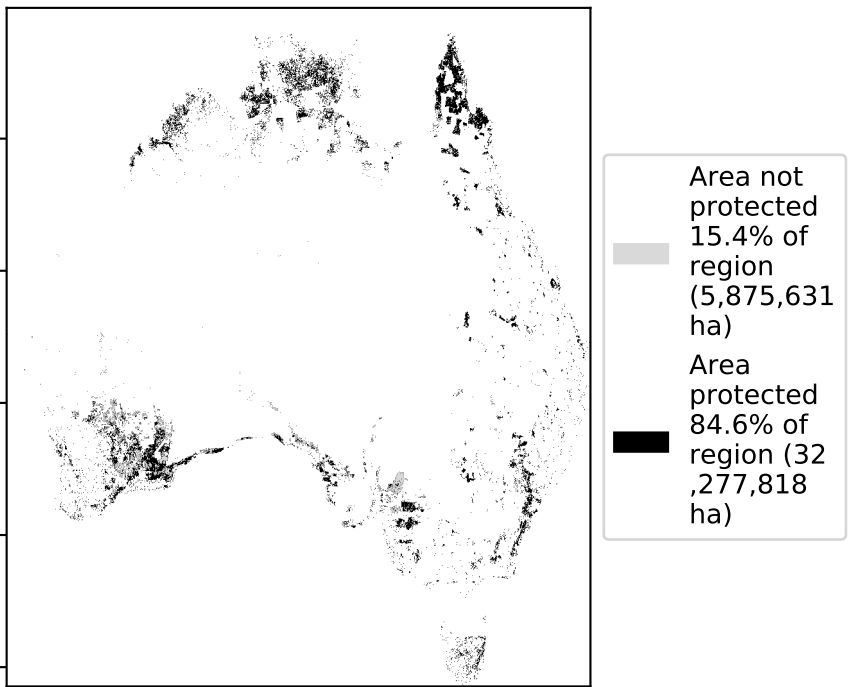 Area not
protected
15.4% of
region
(5,875,631
ha)
Area
protected
84.6% of
region (32
,277,818
ha)